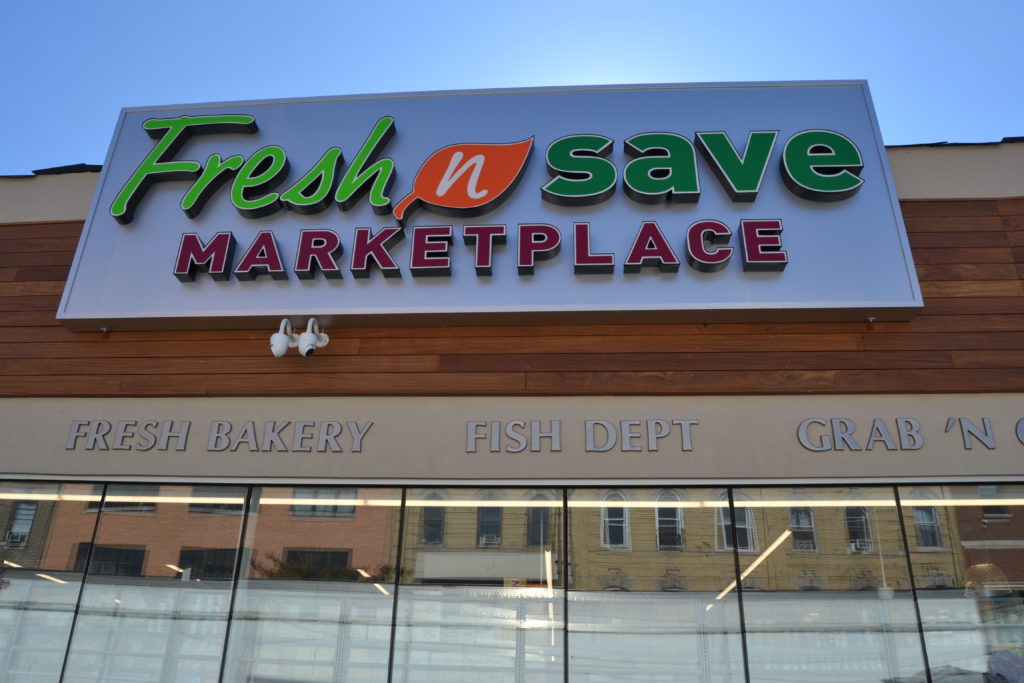 Fresh n save
MARKETPLACE
FRESH BAKERY FISH DEPT GRAB 'N